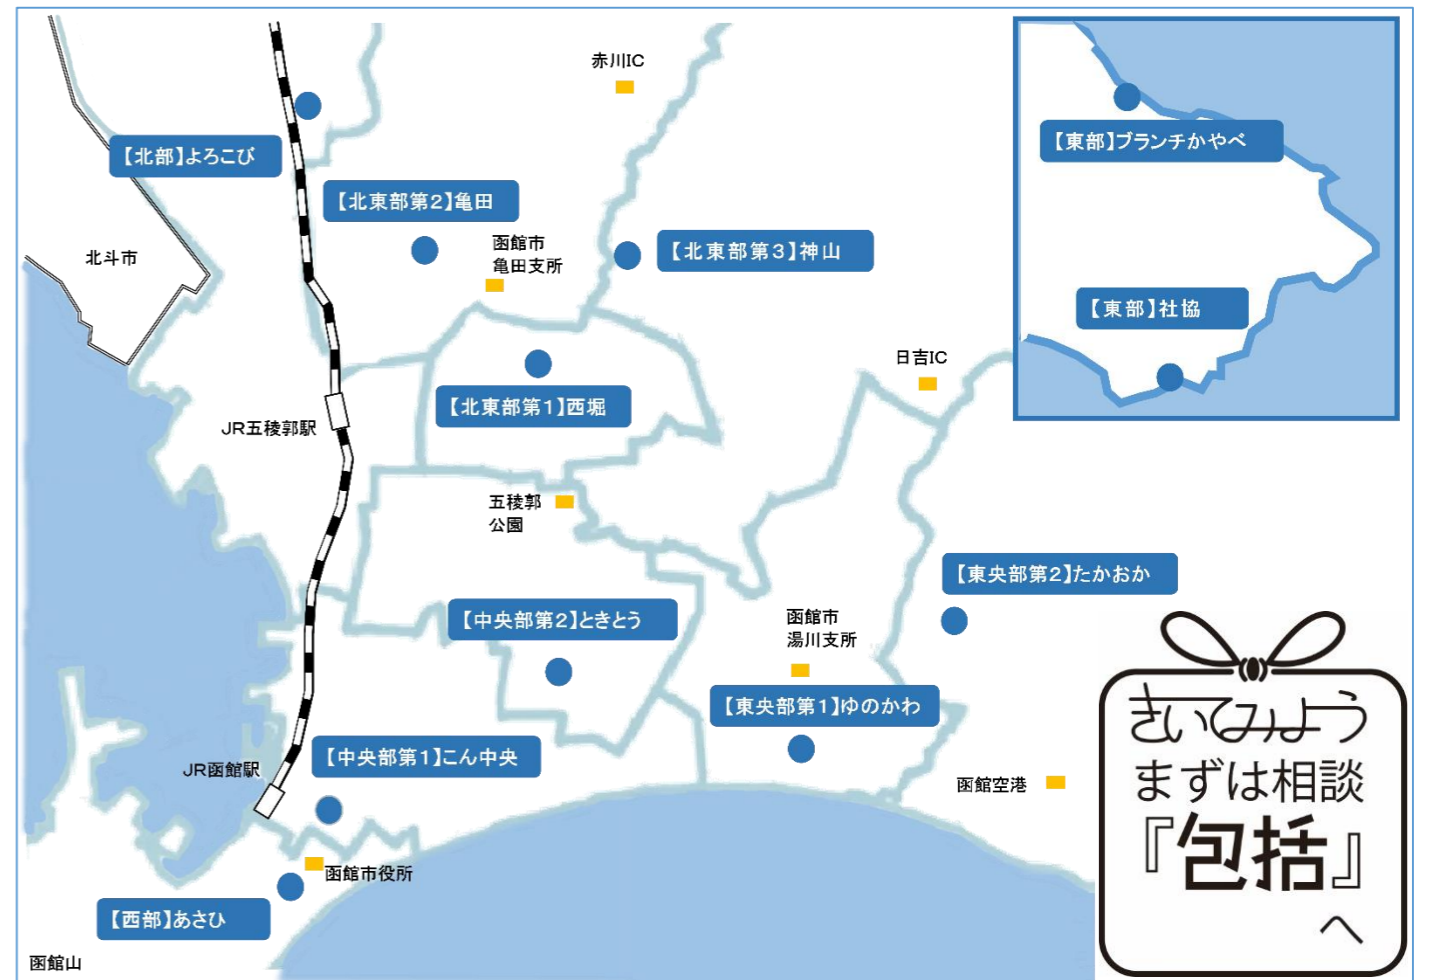 赤川IC
【北部】よろこび
【東部】ブランチかやべ
【北東部第2】亀田
北斗市
函館市
亀田支所
【北東部第3】神山
【東部】社協
日吉IC
【北東部第1】西堀
JR五稜郭駅
五稜郭
公園
【東央部第2】たかおか
【中央部第2】ときとう
函館市
湯川支所
【東央部第1】ゆのかわ
【中央部第1】こん中央
JR函館駅
函館空港
函館市役所
【西部】あさひ
函館山
きいてみよう
まずは相談
『包括』
へ